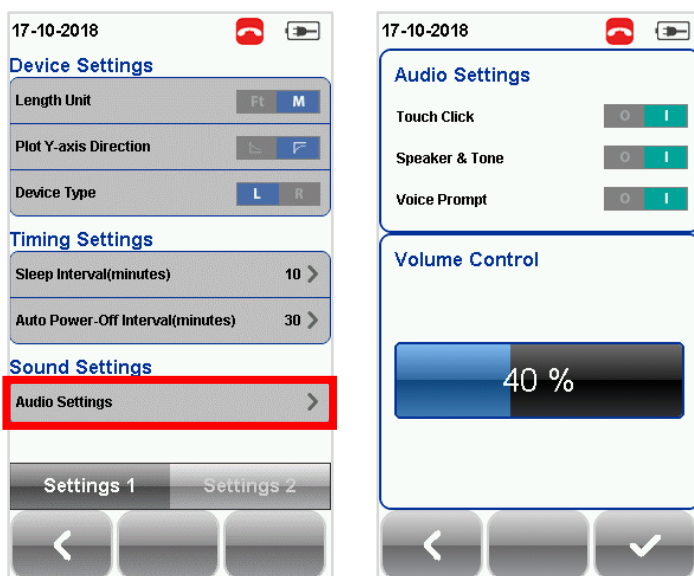 17-10-2018
Device Settings
Length Unit Ft M
Plot Y-axis Direction
Device Type L R
Timing Settings
Sleep Interval(minutes) 10
Auto Power-Off Interval(minutes) 30
Sound Settings
Audio Settings
Settings 1 Settings 2
17-10-2018
Audio Settings
Touch Click O I
Speaker & Tone O I
Voice Prompt O I
Volume Control
40 %